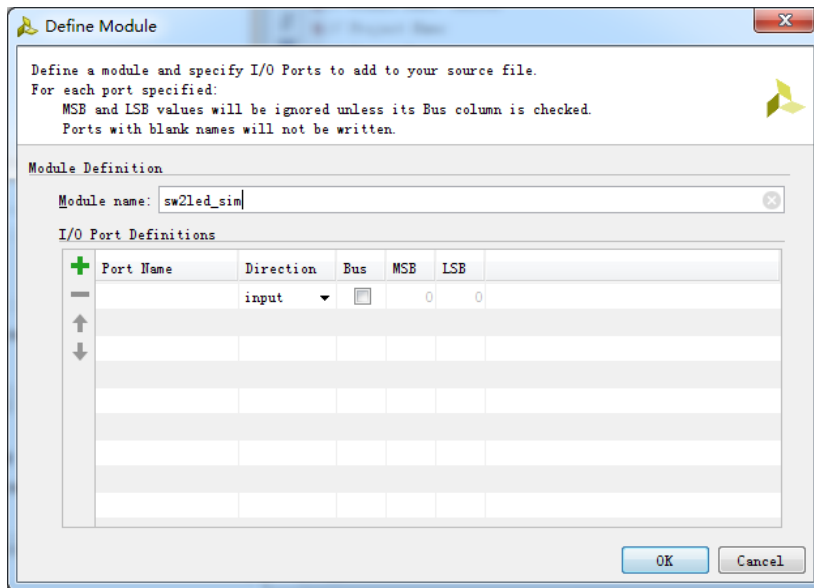 Define Module
Define a module and specify I/O Ports to add to your source file.
For each port specified:
MSB and LSB values will be ignored unless its Bus column is checked.
Ports with blank names will not be written.
Module Definition
Module name: sw2led_sim
I/O Port Definitions
Port Name Direction Bus MSB LSB
input 0 0
OK Cancel